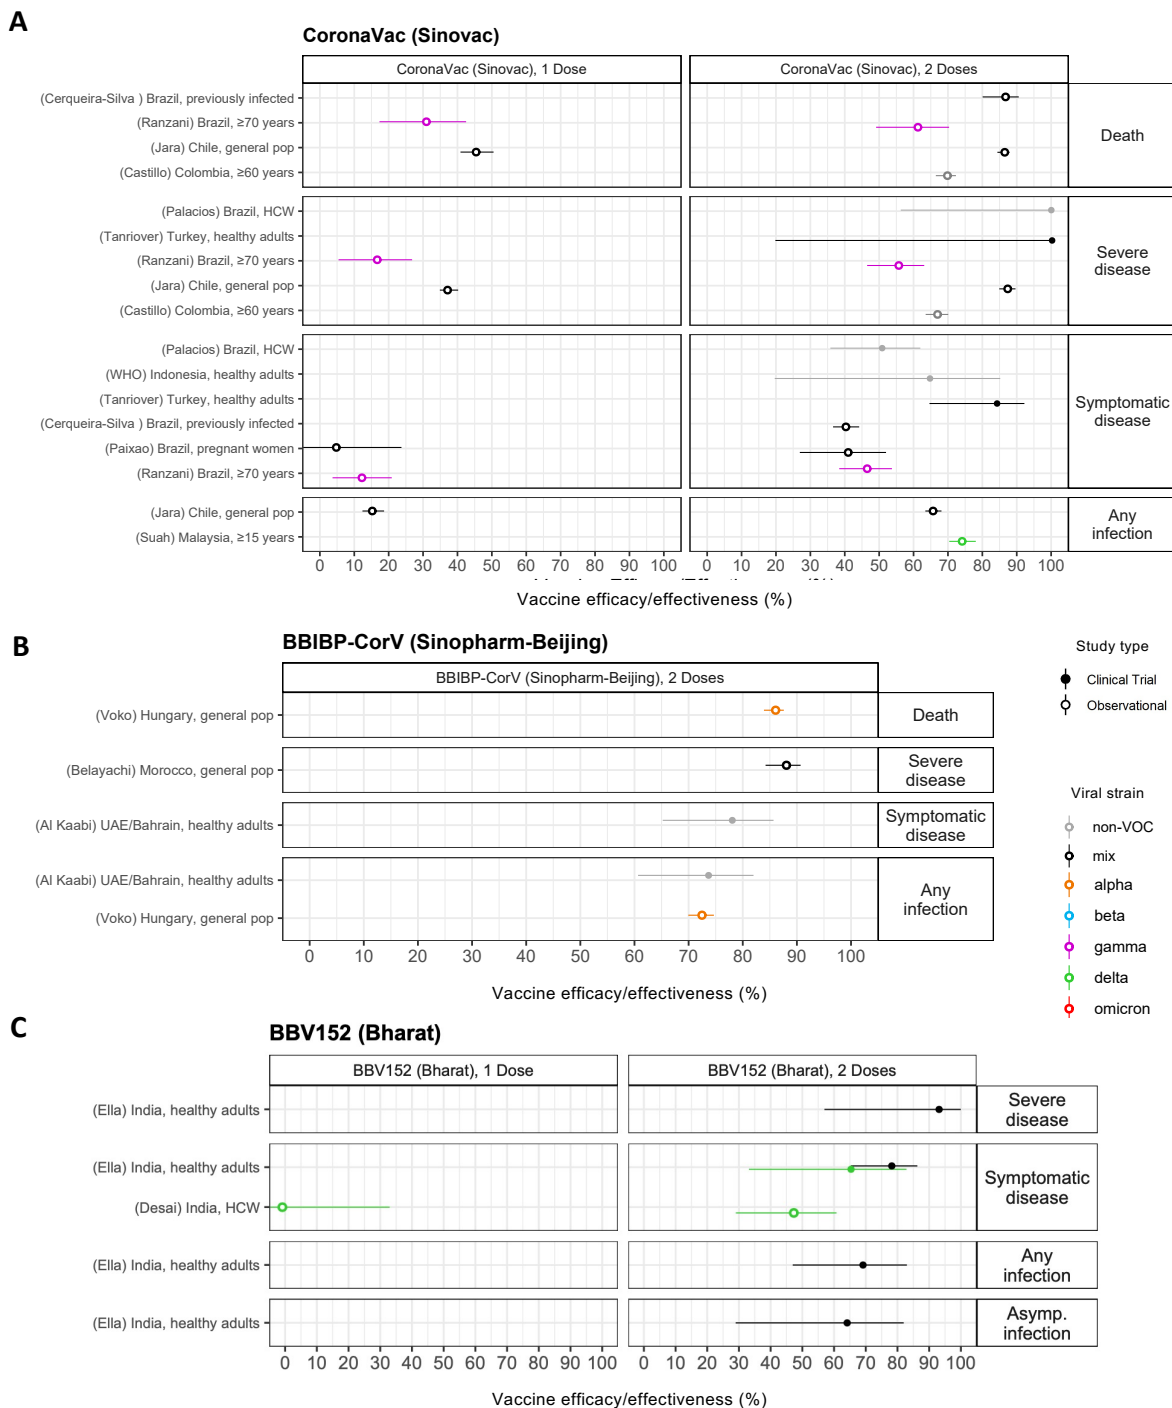 A
CoronaVac (Sinovac)
CoronaVac (Sinovac), 1 Dose
CoronaVac (Sinovac), 2 Doses
(Cerqueira-Silva ) Brazil, previously infected
(Ranzani) Brazil, ≥70 years
(Jara) Chile, general pop
(Castillo) Colombia, ≥60 years
Death
(Palacios) Brazil, HCW
(Tanriover) Turkey, healthy adults
(Ranzani) Brazil, ≥70 years
(Jara) Chile, general pop
(Castillo) Colombia, ≥60 years
Severe
disease
(Palacios) Brazil, HCW
(WHO) Indonesia, healthy adults
(Tanriover) Turkey, healthy adults
(Cerqueira-Silva ) Brazil, previously infected
(Paixao) Brazil, pregnant women
(Ranzani) Brazil, ≥70 years
Symptomatic
disease
(Jara) Chile, general pop
(Suah) Malaysia, ≥15 years
Any
infection
0 10 20 30 40 50 60 70 80 90 100
0 10 20 30 40 50 60 70 80 90 100
Vaccine efficacy/effectiveness (%)
B
BBIBP-CorV (Sinopharm-Beijing)
BBIBP-CorV (Sinopharm-Beijing), 2 Doses
(Voko) Hungary, general pop
Death
(Belayachi) Morocco, general pop
Severe
disease
(Al Kaabi) UAE/Bahrain, healthy adults
Symptomatic
disease
(Al Kaabi) UAE/Bahrain, healthy adults
(Voko) Hungary, general pop
Any
infection
0 10 20 30 40 50 60 70 80 90 100
Vaccine efficacy/effectiveness (%)
Study type
Clinical Trial
Observational
Viral strain
non-VOC
mix
alpha
beta
gamma
delta
omicron
C
BBV152 (Bharat)
BBV152 (Bharat), 1 Dose
BBV152 (Bharat), 2 Doses
(Ella) India, healthy adults
Severe
disease
(Ella) India, healthy adults
(Desai) India, HCW
Symptomatic
disease
(Ella) India, healthy adults
Any
infection
(Ella) India, healthy adults
Asymp.
infection
0 10 20 30 40 50 60 70 80 90 100
0 10 20 30 40 50 60 70 80 90 100
Vaccine efficacy/effectiveness (%)